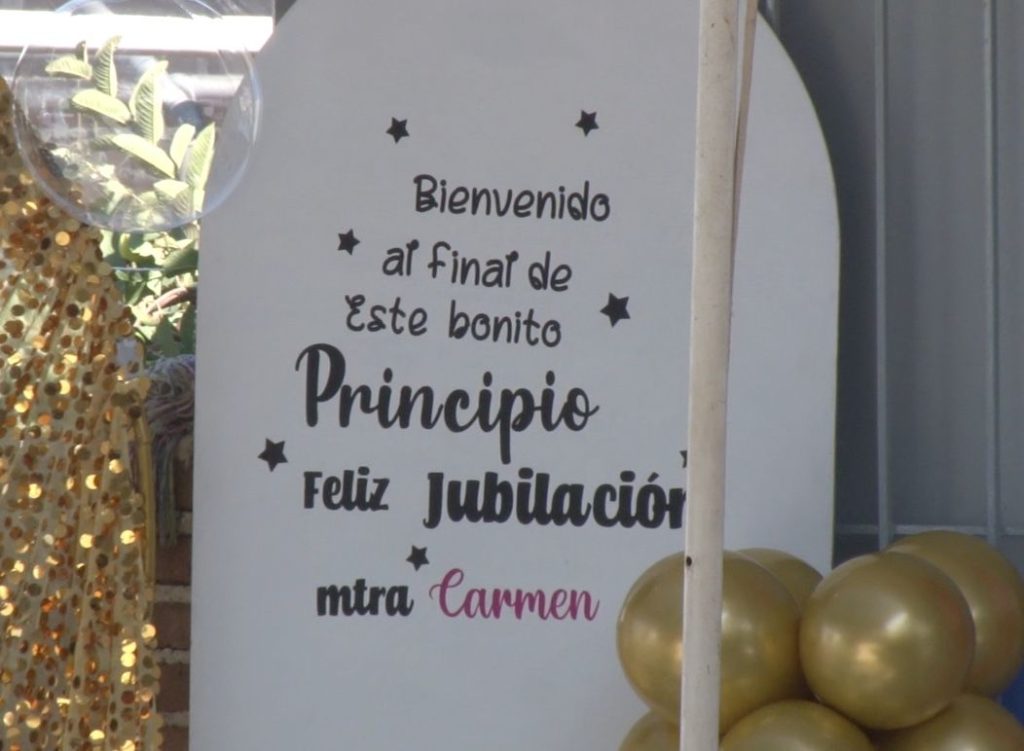 Bienvenido
al final de
Este bonito
Principio
Feliz Jubilación
mtra Carmen